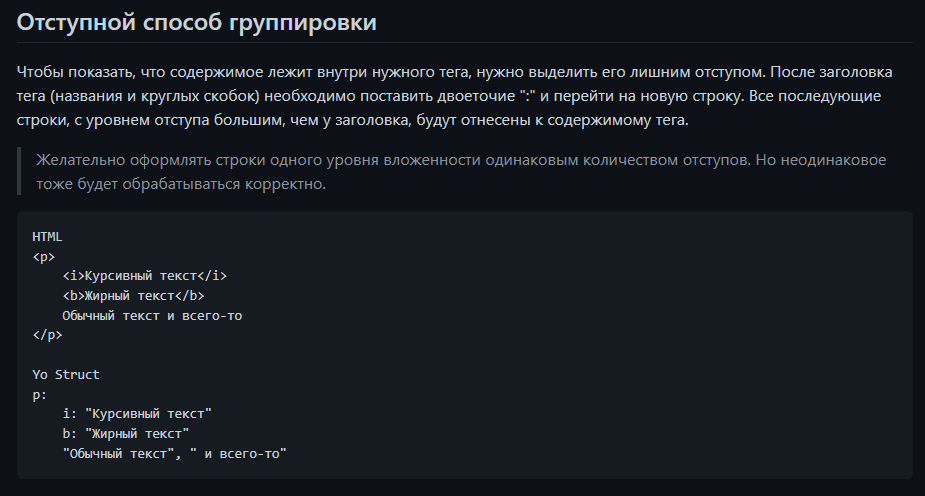 Отступной способ группировки
Чтобы показать, что содержимое лежит внутри нужного тега, нужно выделить его лишним отступом. После заголовка
тега (названия и круглых скобок) необходимо поставить двоеточие ":" и перейти на новую строку. Все последующие
строки, с уровнем отступа большим, чем у заголовка, будут отнесены к содержимому тега.
Желательно оформлять строки одного уровня вложенности одинаковым количеством отступов. Но неодинаковое
тоже будет обрабатываться корректно.
HTML
<p>
    <i>Курсивный текст</i>
    <b>Жирный текст</b>
    Обычный текст и всего-то
</p>
Yo Struct
p:
    i: "Курсивный текст"
    b: "Жирный текст"
    "Обычный текст", " и всего-то"